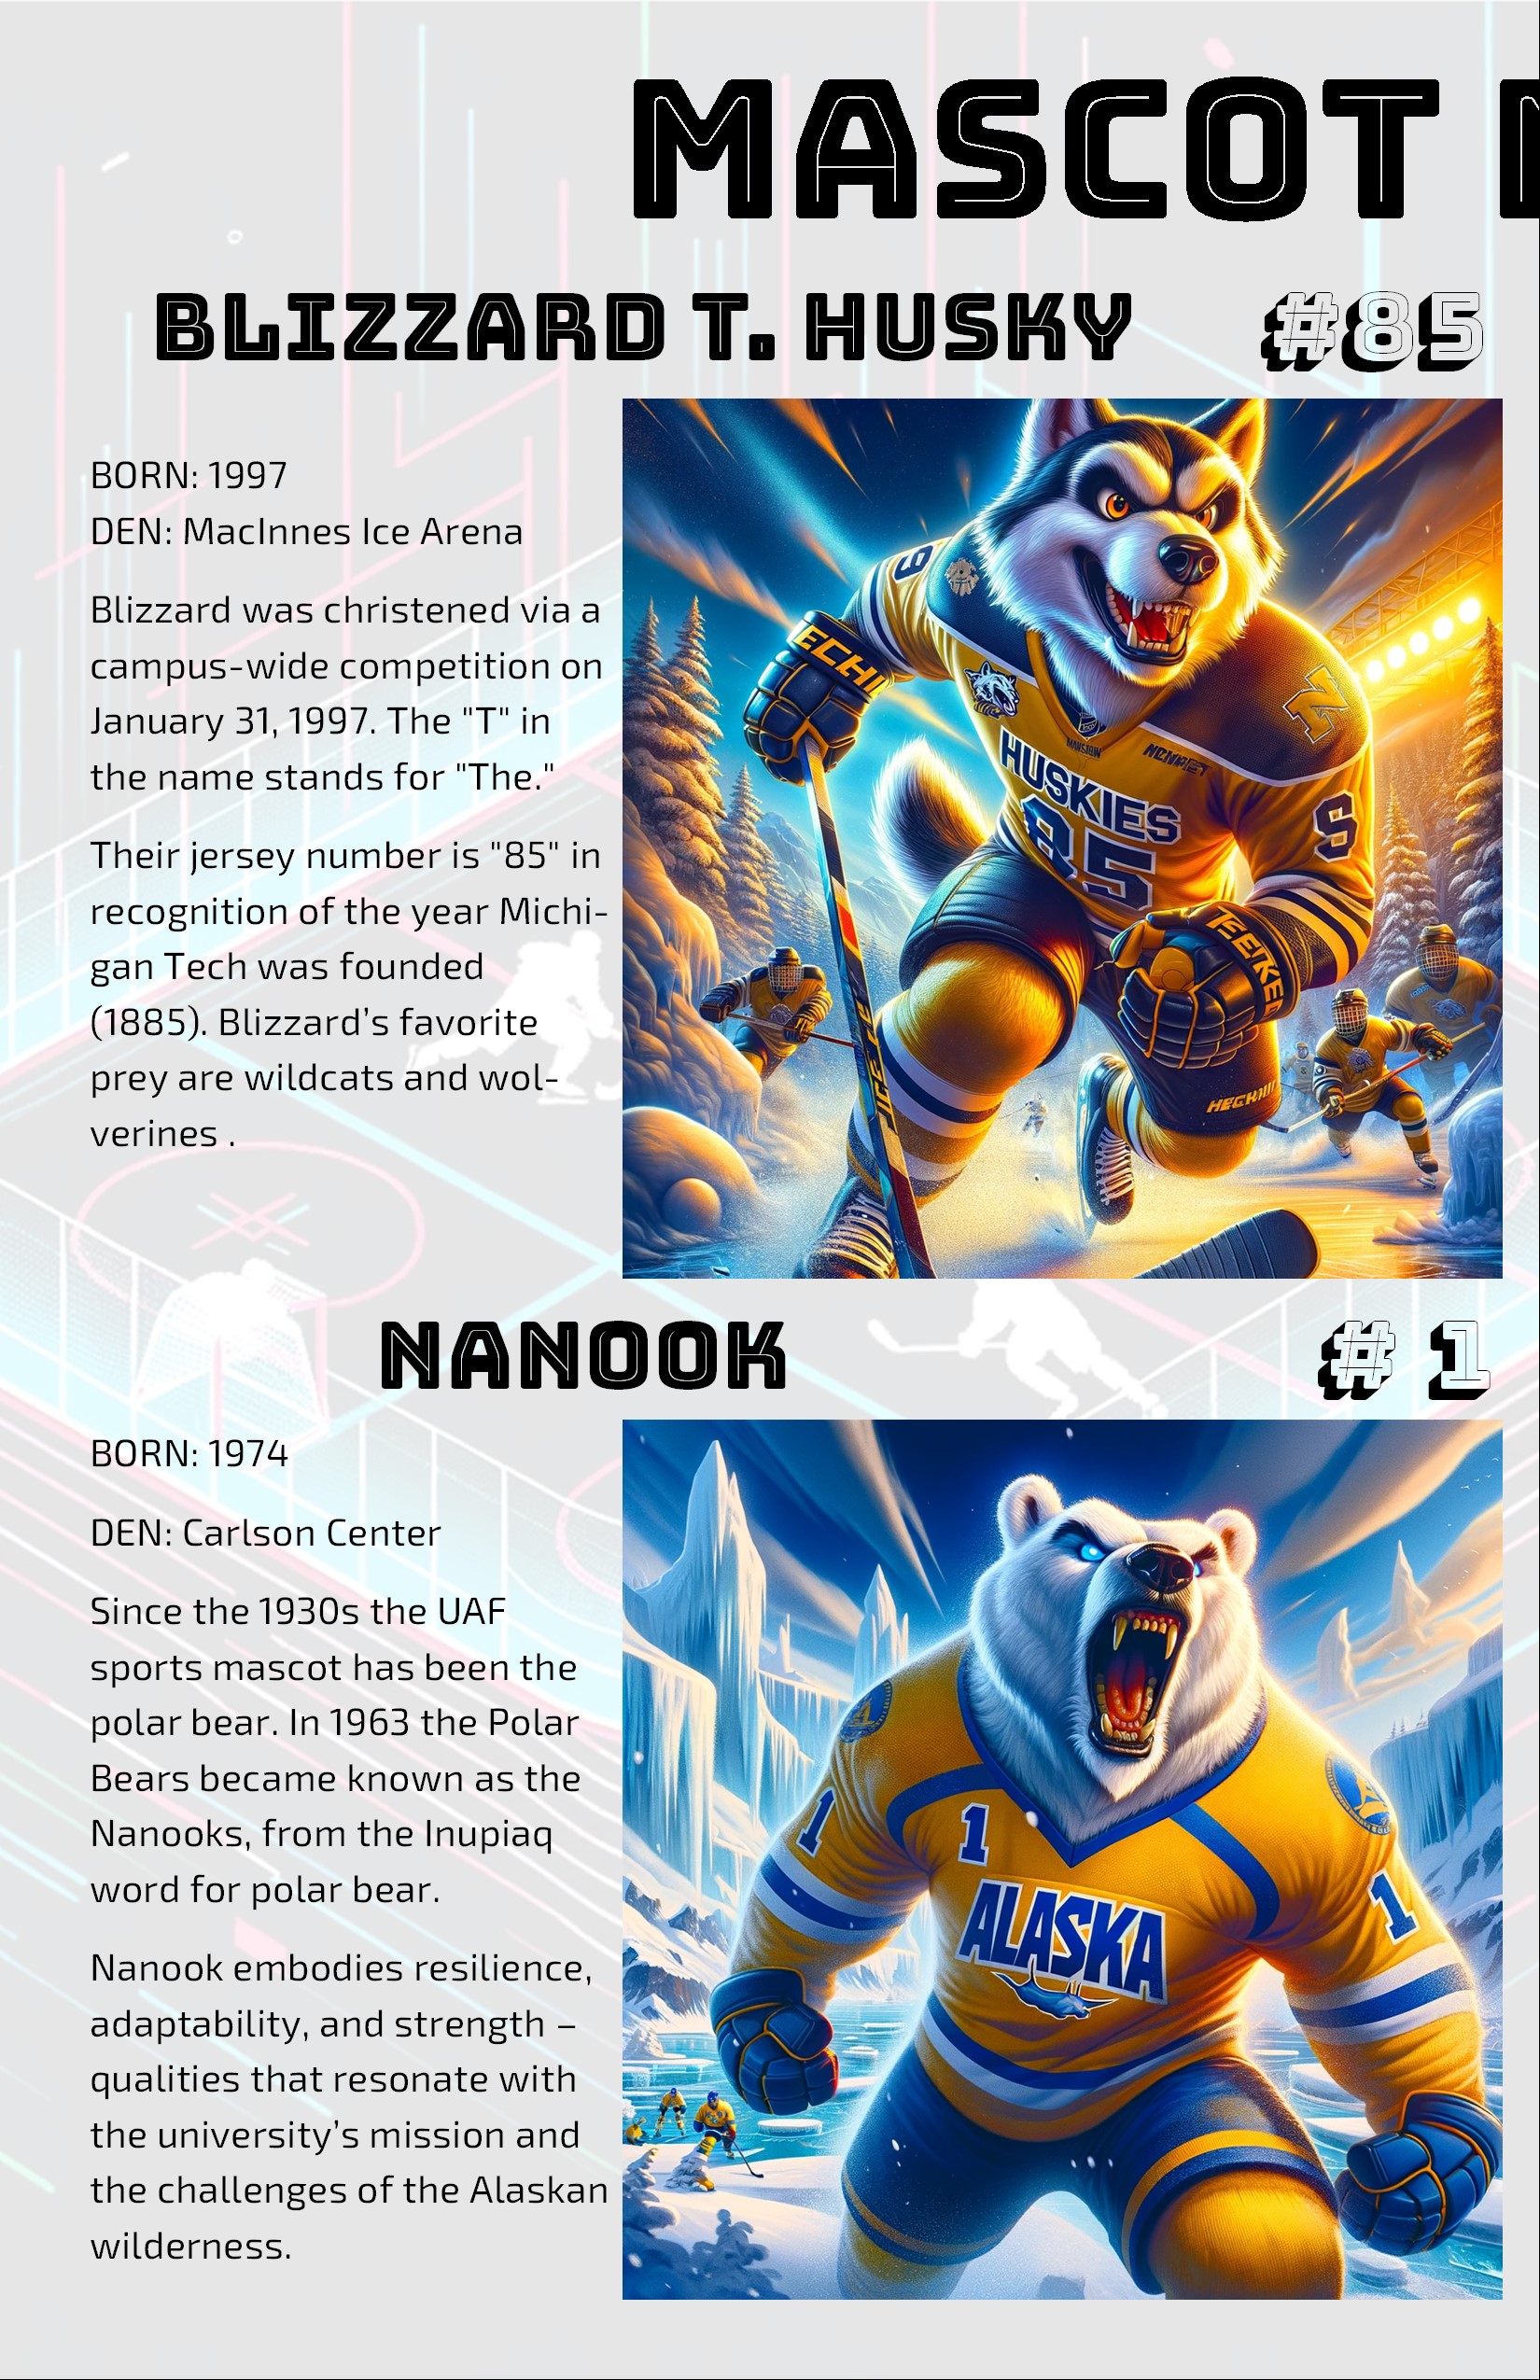 MASCOT
BLIZZARD T. HUSKY #85
BORN: 1997
DEN: MacInnes Ice Arena
Blizzard was christened via a
campus-wide competition on
January 31, 1997. The "T" in
the name stands for "The."
Their jersey number is "85" in
recognition of the year Michi-
gan Tech was founded
(1885). Blizzard’s favorite
prey are wildcats and wol-
verines .
9
ECHI
N
HUSKIES
85
S
NANOOK # 1
BORN: 1974
DEN: Carlson Center
Since the 1930s the UAF
sports mascot has been the
polar bear. In 1963 the Polar
Bears became known as the
Nanooks, from the Inupiaq
word for polar bear.
Nanook embodies resilience,
adaptability, and strength –
qualities that resonate with
the university’s mission and
the challenges of the Alaskan
wilderness.
1
1
ALASKA
1